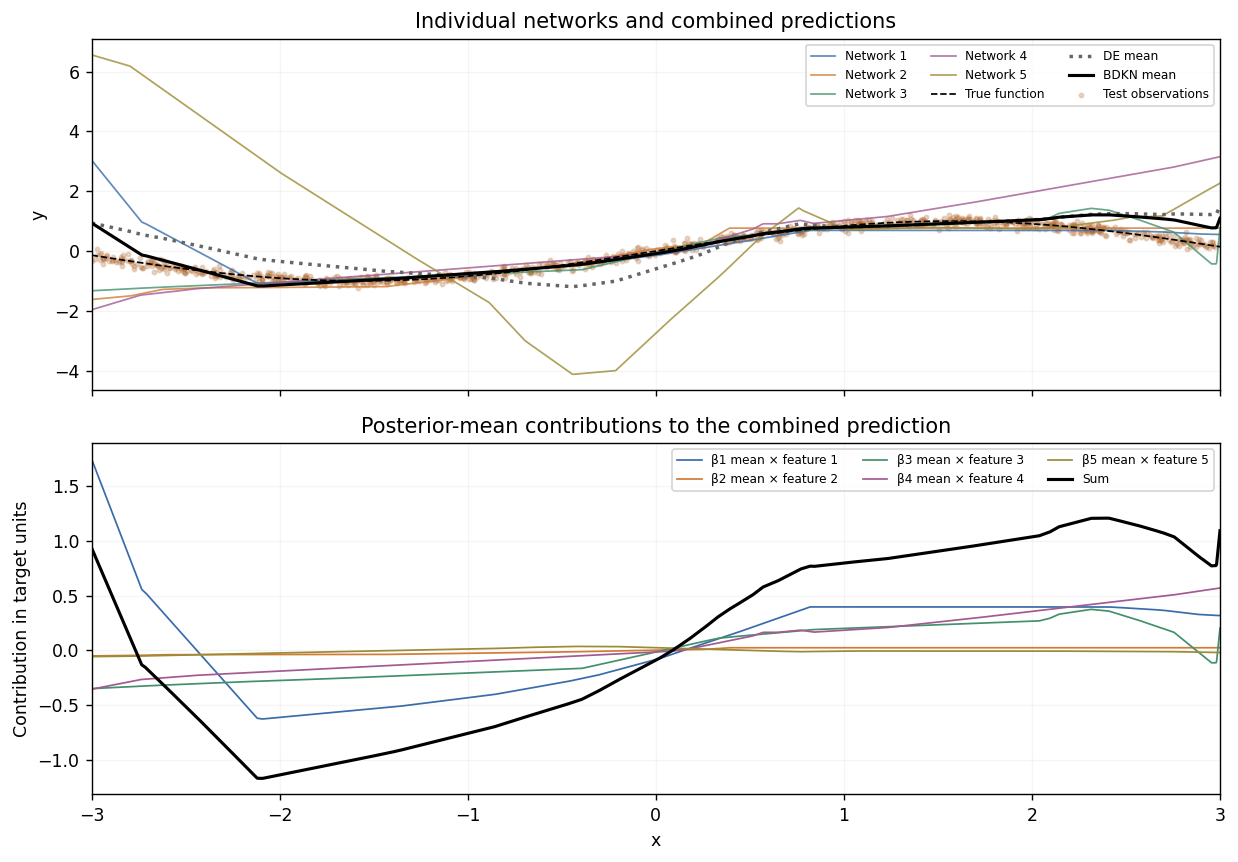 Individual networks and combined predictions
Network 1
Network 2
Network 3
Network 4
Network 5
True function
DE mean
BDKN mean
Test observations
y
6
4
2
0
−2
−4
Posterior-mean contributions to the combined prediction
β1 mean × feature 1
β2 mean × feature 2
β3 mean × feature 3
β4 mean × feature 4
β5 mean × feature 5
Sum
Contribution in target units
1.5
1.0
0.5
0.0
−0.5
−1.0
−3 −2 −1 0 1 2 3
x